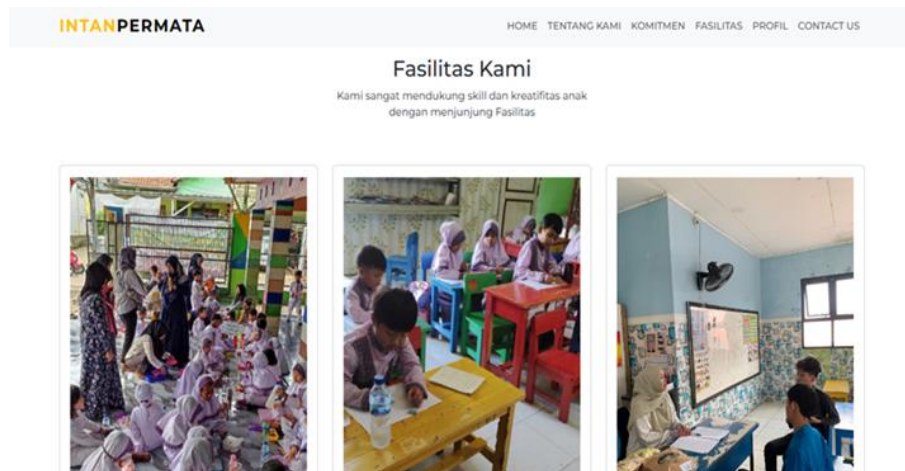 INTANPERMATA
HOME TENTANG KAMI KOMITMEN FASILITAS PROFIL CONTACT US
Fasilitas Kami
Kami sangat mendukung skill dan kreatifitas anak
dengan menjunjung Fasilitas